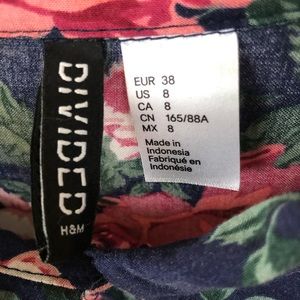 DIVIDED
H&M
EUR 38
US 8
CA 8
CN 165/88A
MX 8
Made in
Indonesia
Fabriqué en
Indonésie